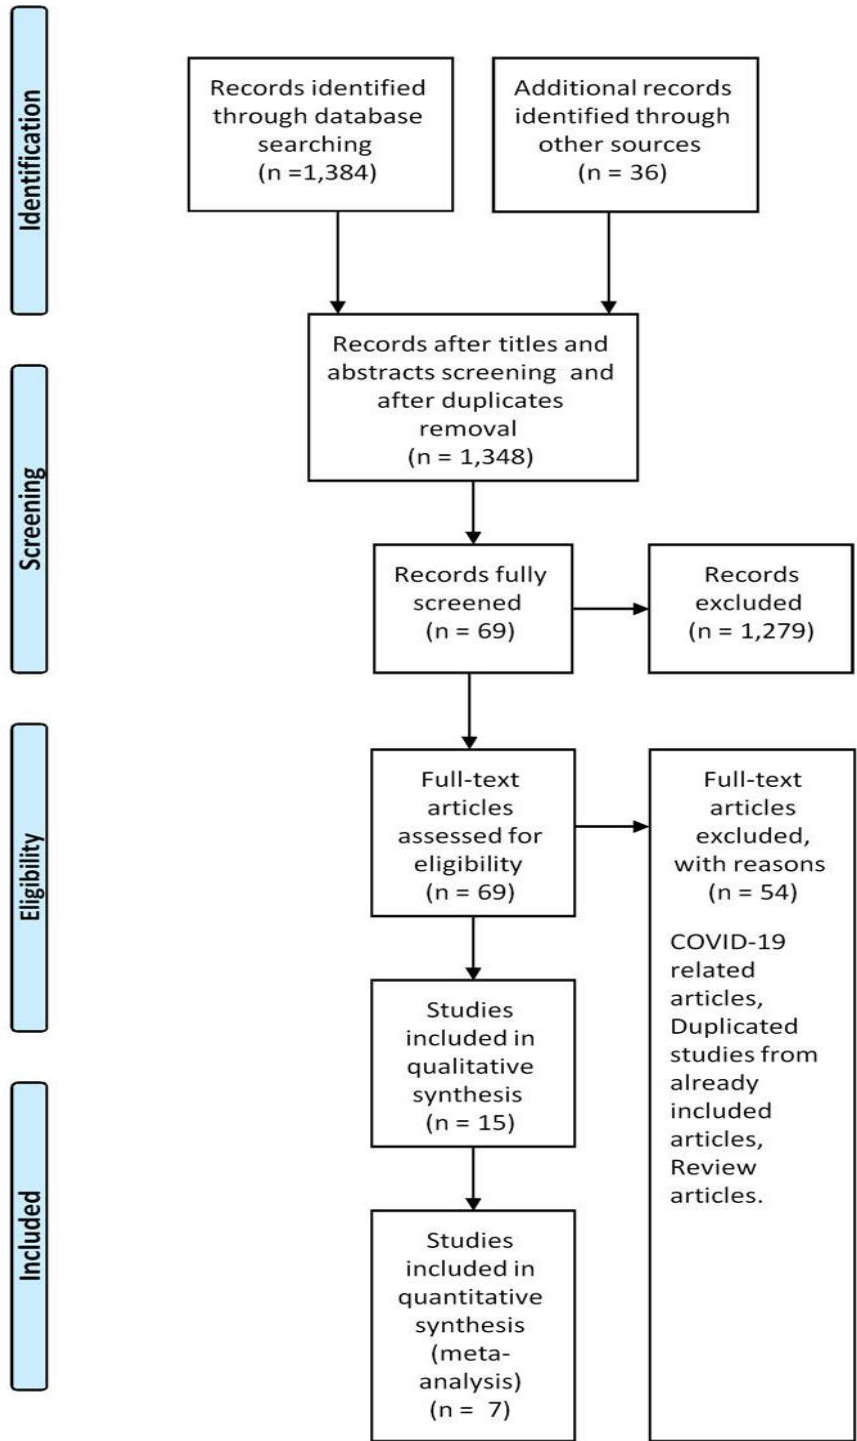 Identification
Records identified
through database
searching
(n =1,384)
Additional records
identified through
other sources
(n = 36)
Records after titles and
abstracts screening and
after duplicates
removal
(n = 1,348)
Screening
Records fully
screened
(n = 69)
Records
excluded
(n = 1,279)
Eligibility
Full-text
articles
assessed for
eligibility
(n = 69)
Full-text
articles
excluded,
with reasons
(n = 54)
COVID-19
related
articles,
Duplicated
studies from
already
included
articles,
Review
articles.
Studies
included in
qualitative
synthesis
(n = 15)
Included
Studies
included in
quantitative
synthesis
(meta-
analysis)
(n = 7)